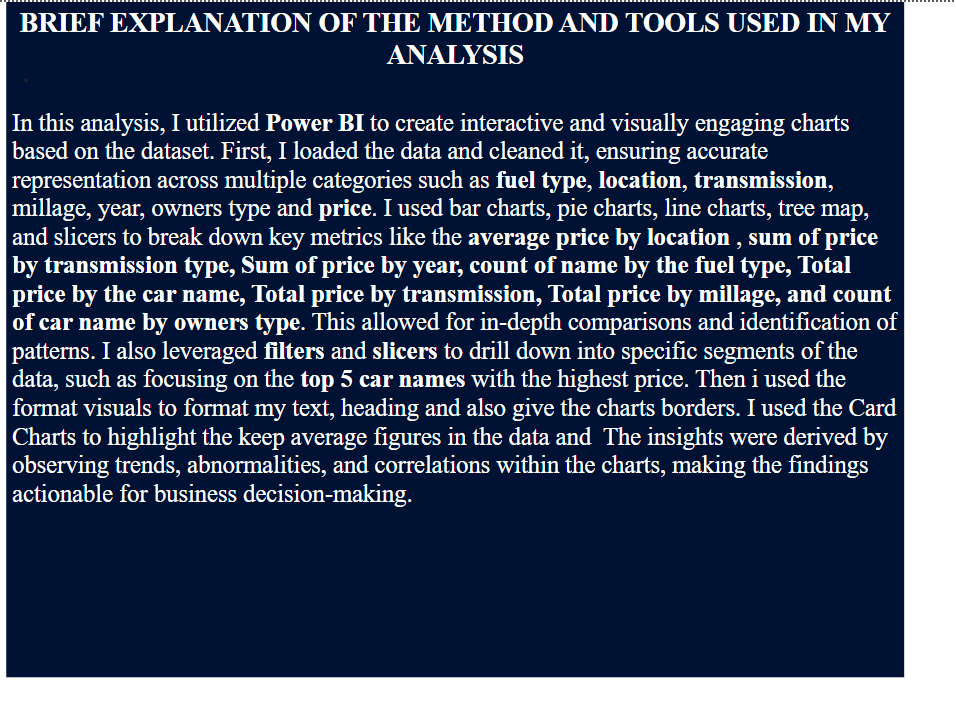 BRIEF EXPLANATION OF THE METHOD AND TOOLS USED IN MY
ANALYSIS
In this analysis, I utilized Power BI to create interactive and visually engaging charts
based on the dataset. First, I loaded the data and cleaned it, ensuring accurate
representation across multiple categories such as fuel type, location, transmission,
millage, year, owners type and price. I used bar charts, pie charts, line charts, tree map,
and slicers to break down key metrics like the average price by location , sum of price
by transmission type, Sum of price by year, count of name by the fuel type, Total
price by the car name, Total price by transmission, Total price by millage, and count
of car name by owners type. This allowed for in-depth comparisons and identification of
patterns. I also leveraged filters and slicers to drill down into specific segments of the
data, such as focusing on the top 5 car names with the highest price. Then i used the
format visuals to format my text, heading and also give the charts borders. I used the Card
Charts to highlight the keep average figures in the data and  The insights were derived by
observing trends, abnormalities, and correlations within the charts, making the findings
actionable for business decision-making.